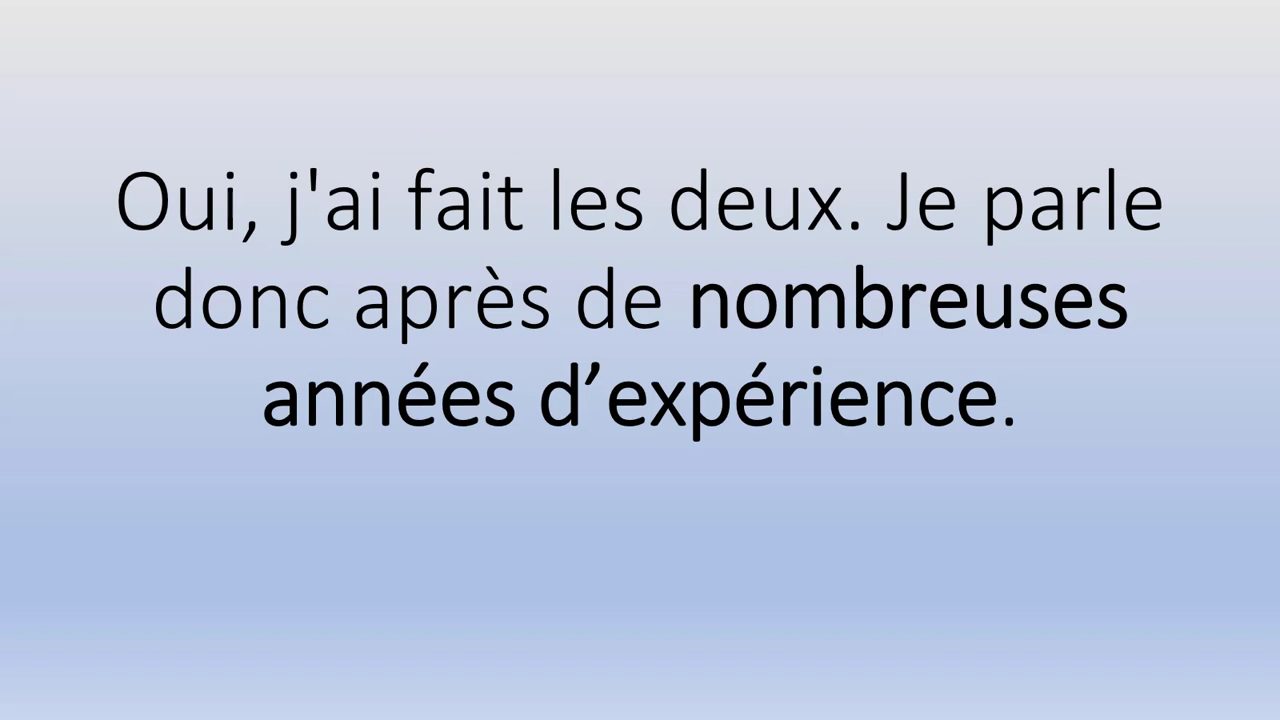 Oui, j'ai fait les deux. Je parle
donc après de nombreuses
années d’expérience.